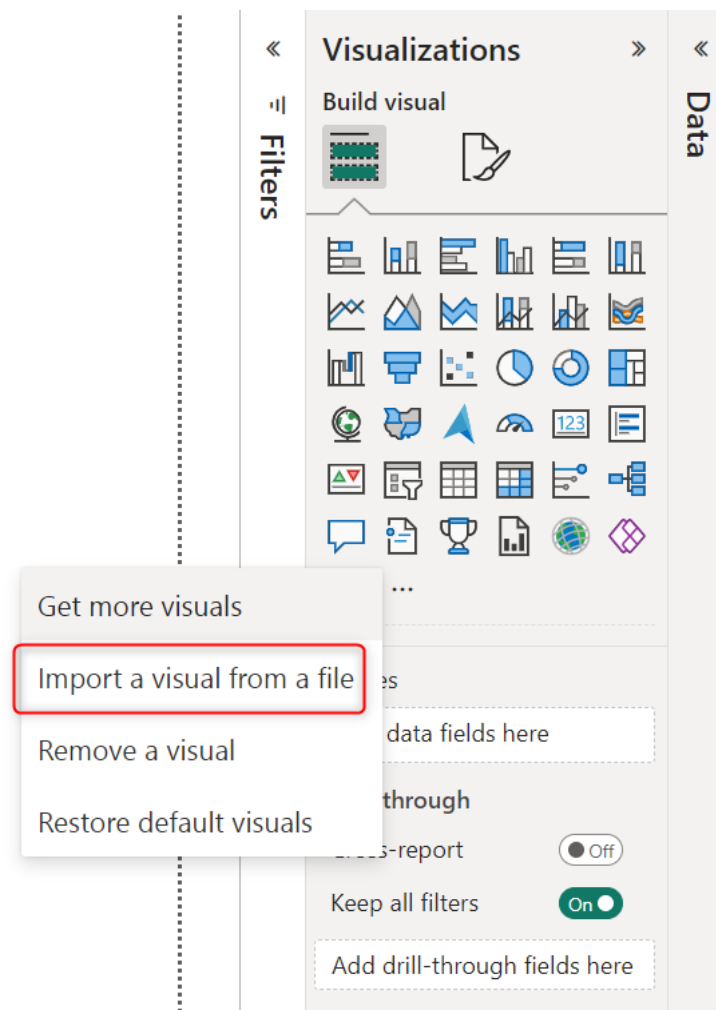 Visualizations
Build visual
Filters
Data
123
...
Get more visuals
Import a visual from a file
Remove a visual
Restore default visuals
data fields here
through
-report
Off
Keep all filters
On
Add drill-through fields here